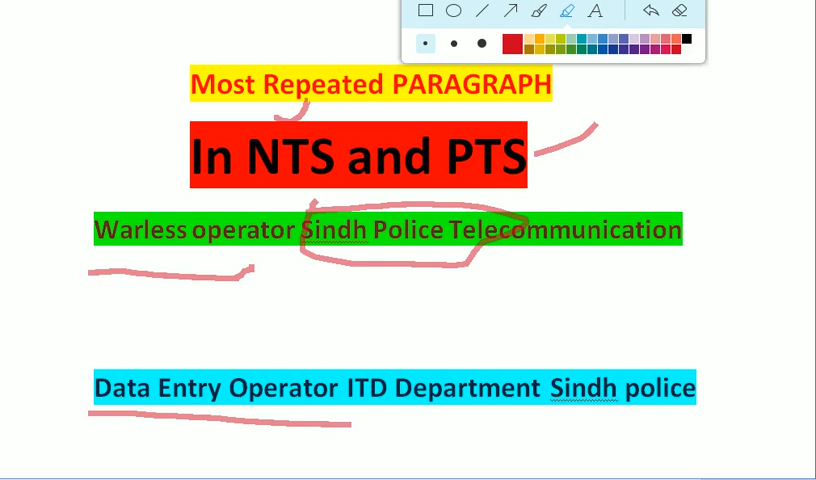 Most Repeated PARAGRAPH
In NTS and PTS
Warless operator Sindh Police Telecommunication
Data Entry Operator ITD Department Sindh police